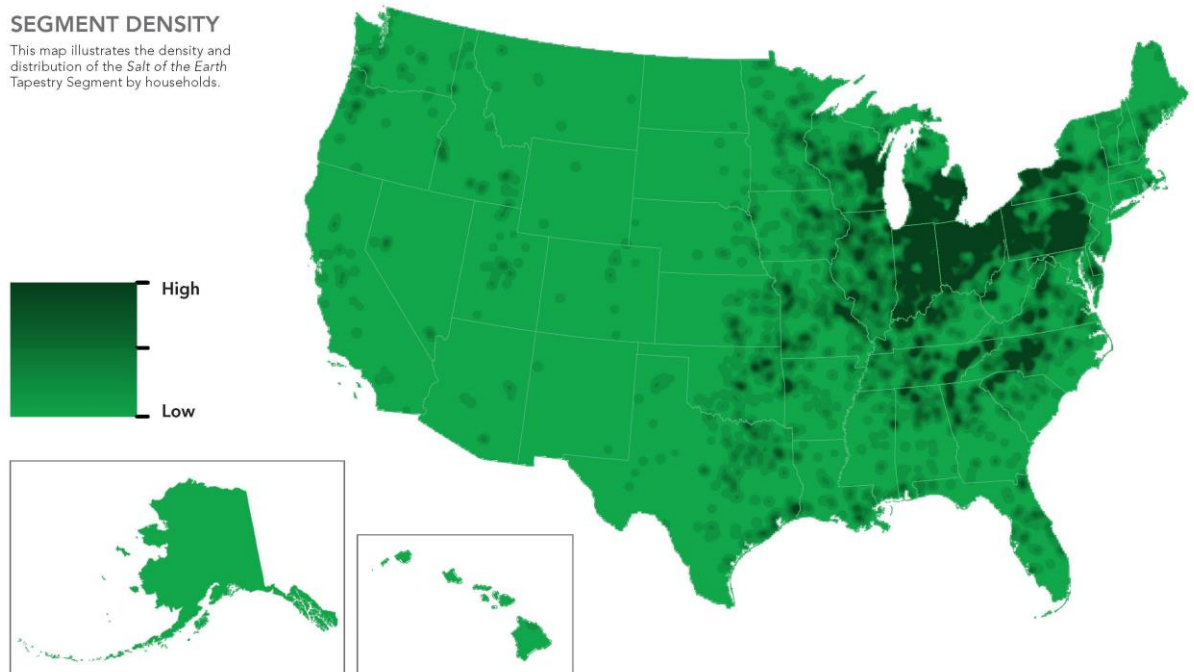 SEGMENT DENSITY
This map illustrates the density and
distribution of the Salt of the Earth
Tapestry Segment by households.
High
Low